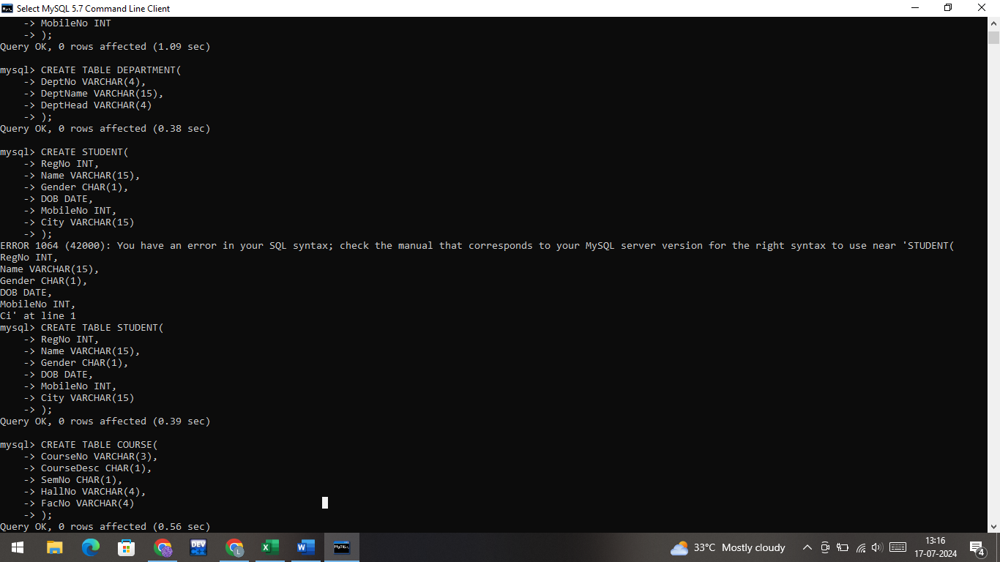 Select MySQL 5.7 Command Line Client
-> MobileNo INT
-> );
Query OK, 0 rows affected (1.09 sec)
mysql> CREATE TABLE DEPARTMENT(
-> DeptNo VARCHAR(4),
-> DeptName VARCHAR(15),
-> DeptHead VARCHAR(4)
-> );
Query OK, 0 rows affected (0.38 sec)
mysql> CREATE STUDENT(
-> RegNo INT,
-> Name VARCHAR(15),
-> Gender CHAR(1),
-> DOB DATE,
-> MobileNo INT,
-> City VARCHAR(15)
-> );
ERROR 1064 (42000): You have an error in your SQL syntax; check the manual that corresponds to your MySQL server version for the right syntax to use near 'STUDENT(
RegNo INT,
Name VARCHAR(15),
Gender CHAR(1),
DOB DATE,
MobileNo INT,
Ci' at line 1
mysql> CREATE TABLE STUDENT(
-> RegNo INT,
-> Name VARCHAR(15),
-> Gender CHAR(1),
-> DOB DATE,
-> MobileNo INT,
-> City VARCHAR(15)
-> );
Query OK, 0 rows affected (0.39 sec)
mysql> CREATE TABLE COURSE(
-> CourseNo VARCHAR(3),
-> CourseDesc CHAR(1),
-> SemNo CHAR(1),
-> HallNo VARCHAR(4),
-> FacNo VARCHAR(4)
-> );
Query OK, 0 rows affected (0.56 sec)
DEV
L
X
W
33°C Mostly cloudy
13:16
17-07-2024
4